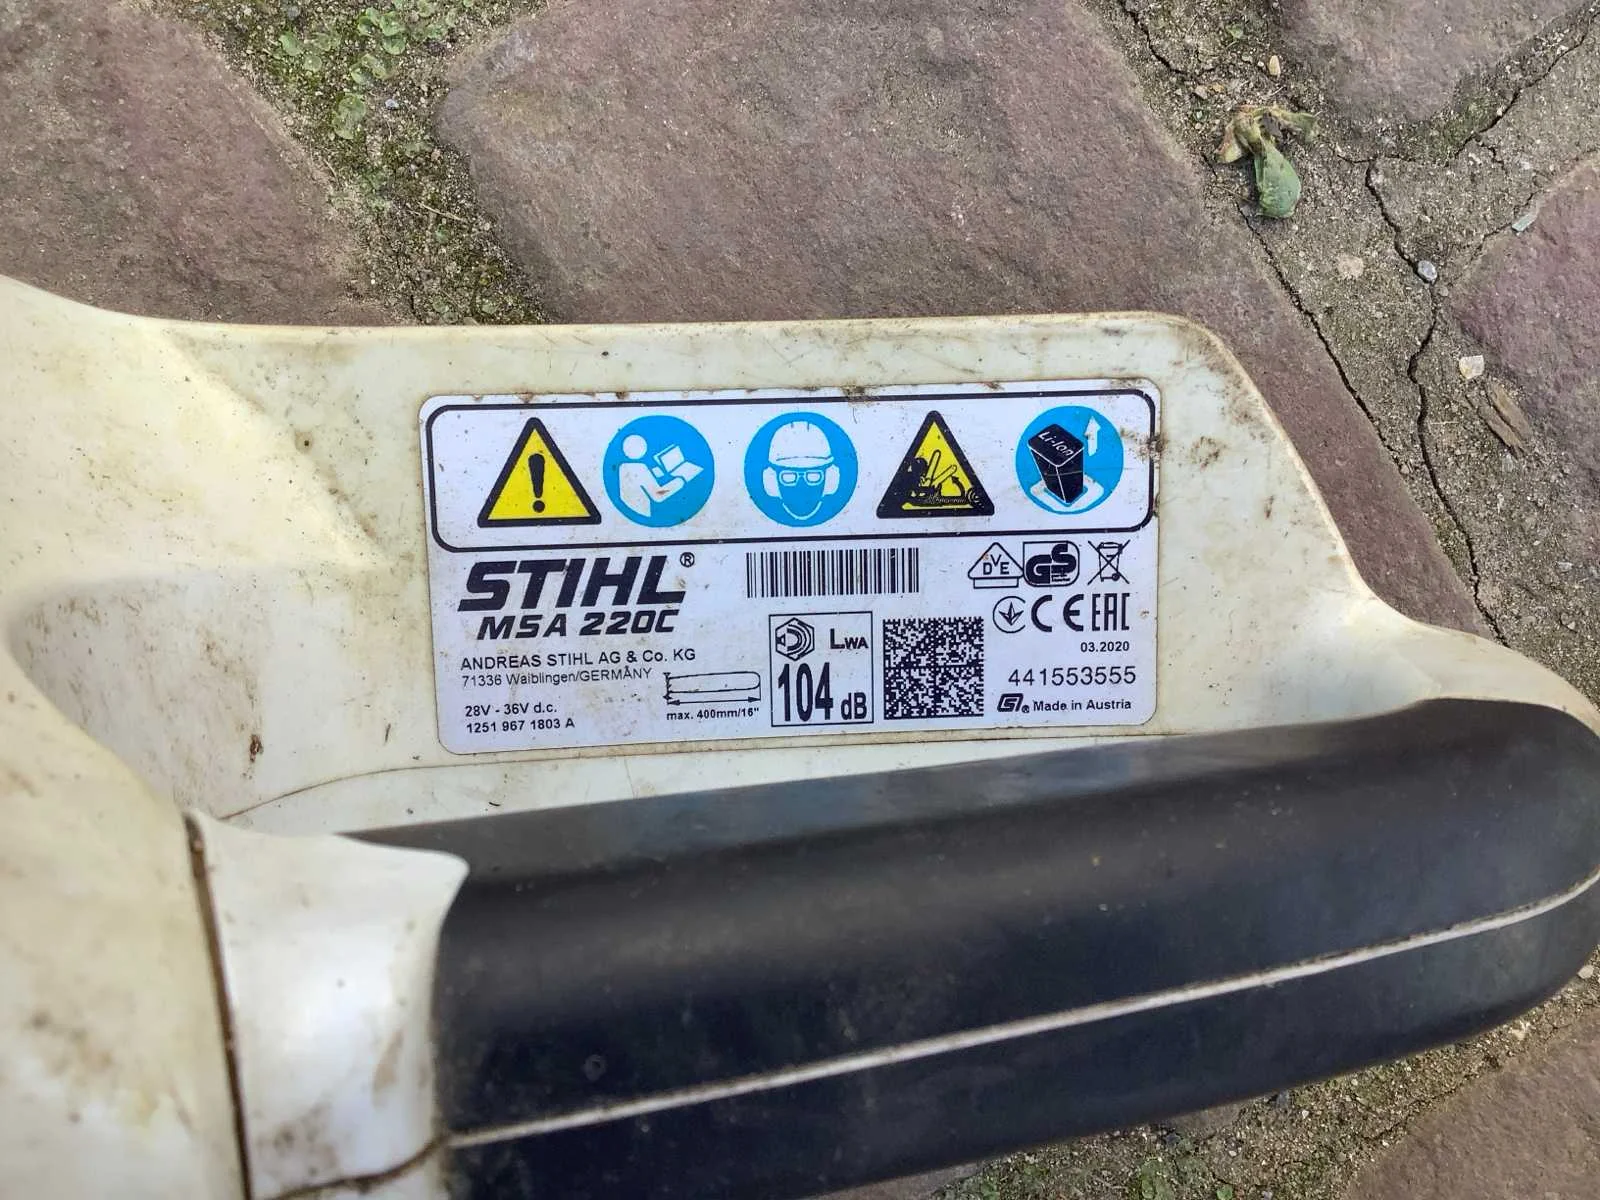 Li-Ion
STIHL®
MSA 220C
ANDREAS STIHL AG & Co. KG
71336 Waiblingen/GERMANY
28V - 36V d.c.
1251 967 1803 A
max. 400mm/16"
LWA
104 dB
DVE
GS
CE EAC
03.2020
441553555
Made in Austria